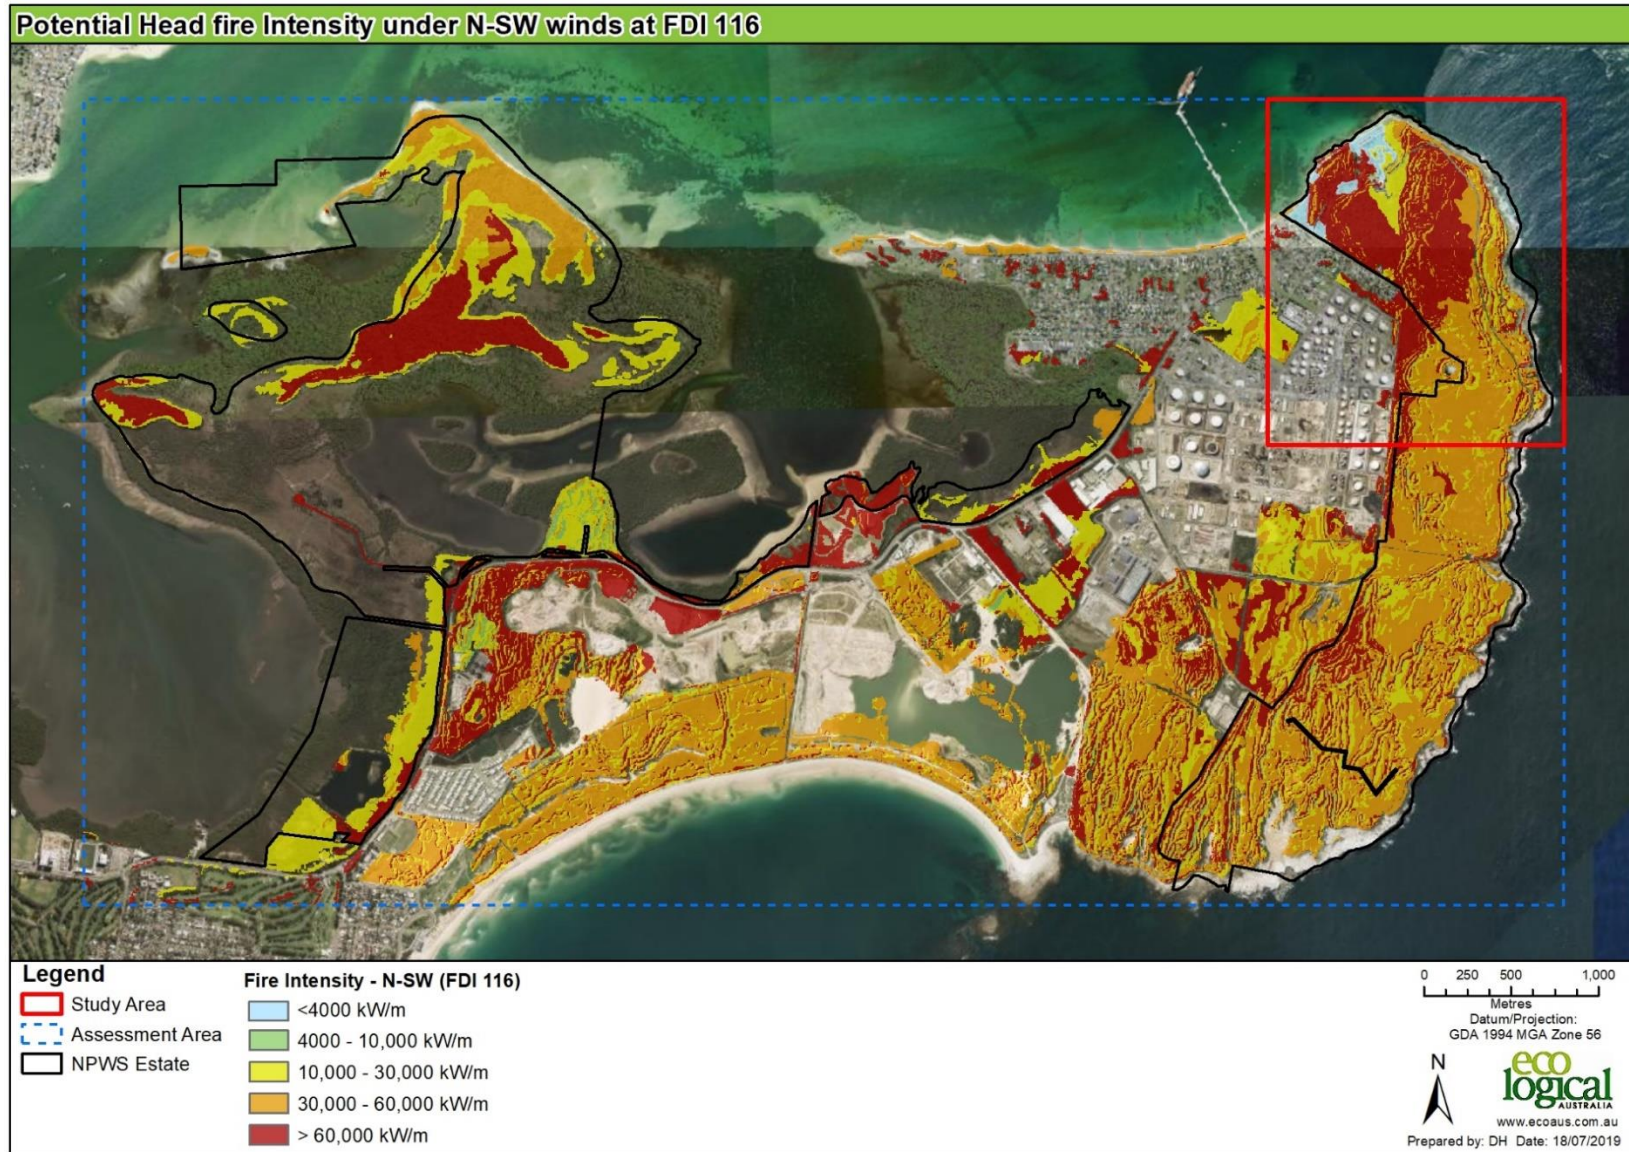 Potential Head fire Intensity under N-SW winds at FDI 116
Legend
Study Area
Assessment Area
NPWS Estate
Fire Intensity - N-SW (FDI 116)
<4000 kW/m
4000 - 10,000 kW/m
10,000 - 30,000 kW/m
30,000 - 60,000 kW/m
> 60,000 kW/m
0 250 500 1,000
Metres
Datum/Projection:
GDA 1994 MGA Zone 56
N
eco
logical
AUSTRALIA
www.ecoaus.com.au
Prepared by: DH Date: 18/07/2019